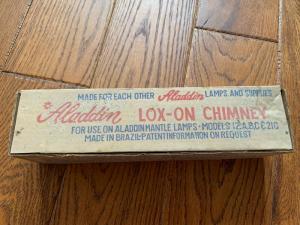 MADE FOR EACH OTHER Aladdin LAMPS AND SUPPLIES
Aladdin LOX-ON CHIMNEY
FOR USE ON ALADDIN MANTLE LAMPS - MODELS 12, A, B, C & 21C
MADE IN BRAZIL - PATENT INFORMATION ON REQUEST